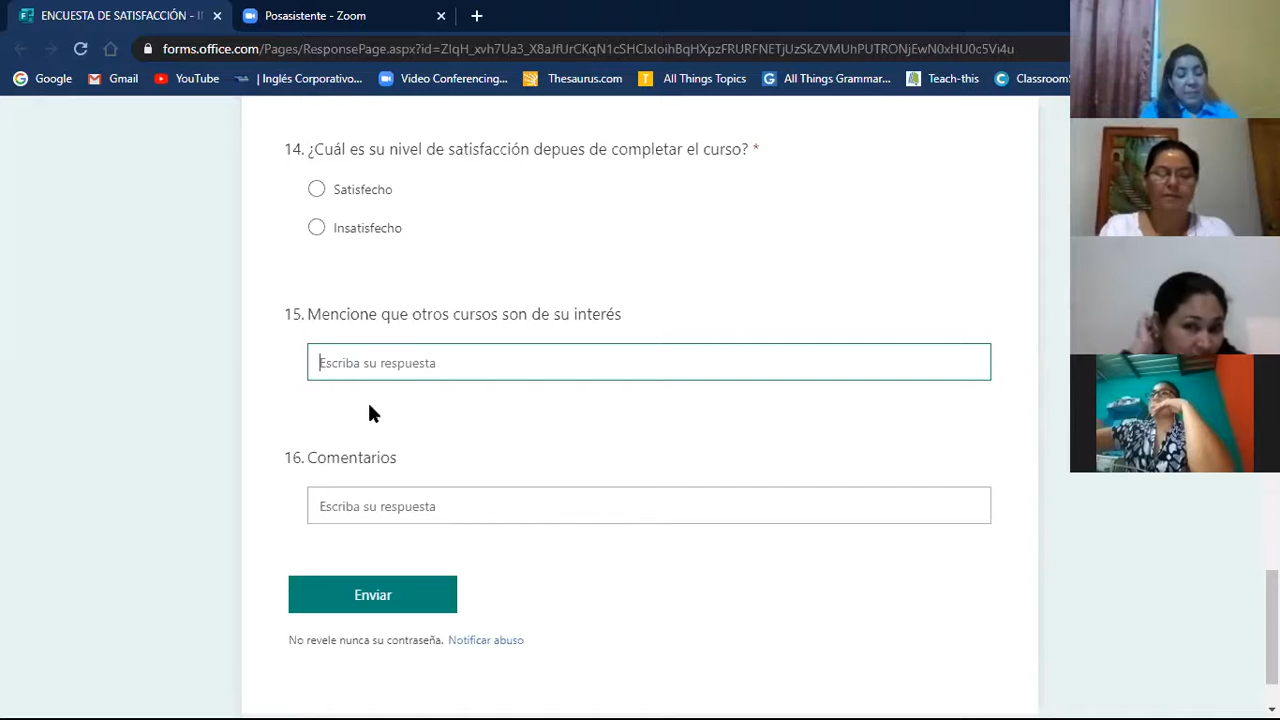 ENCUESTA DE SATISFACCIÓN - I
Posasistente - Zoom
forms.office.com/Pages/ResponsePage.aspx?id=
Google
Gmail
YouTube
| Inglés Corporativo...
Video Conferencing...
Thesaurus.com
All Things Topics
All Things Grammar...
Teach-this
ClassroomS
14. ¿Cuál es su nivel de satisfacción depues de completar el curso? *
Satisfecho
Insatisfecho
15. Mencione que otros cursos son de su interés
Escriba su respuesta
16. Comentarios
Escriba su respuesta
Enviar
No revele nunca su contraseña. Notificar abuso